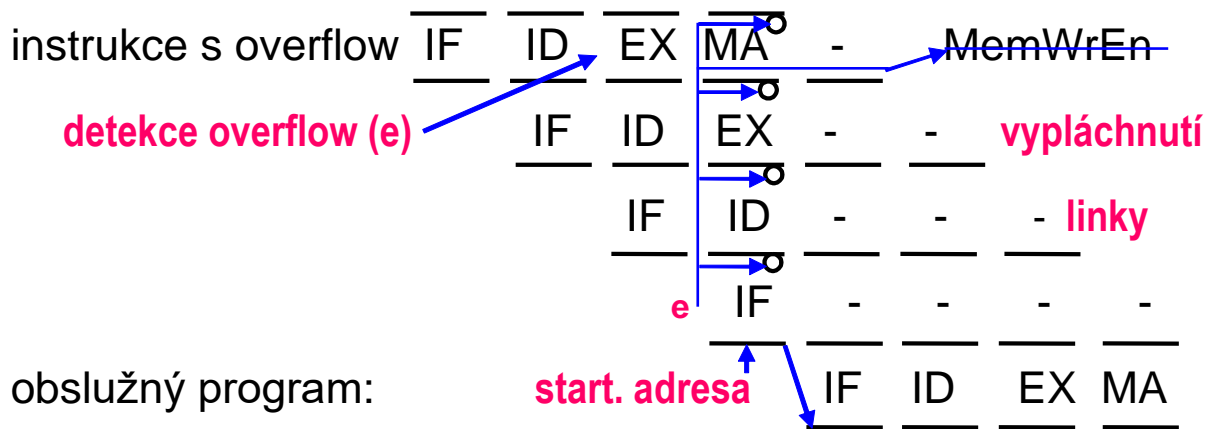 instrukce s overflow IF ID EX MA - MemWrEn
detekce overflow (e) IF ID EX - - vypláchnutí
IF ID - - - linky
e IF - - - -
obslužný program: start. adresa IF ID EX MA